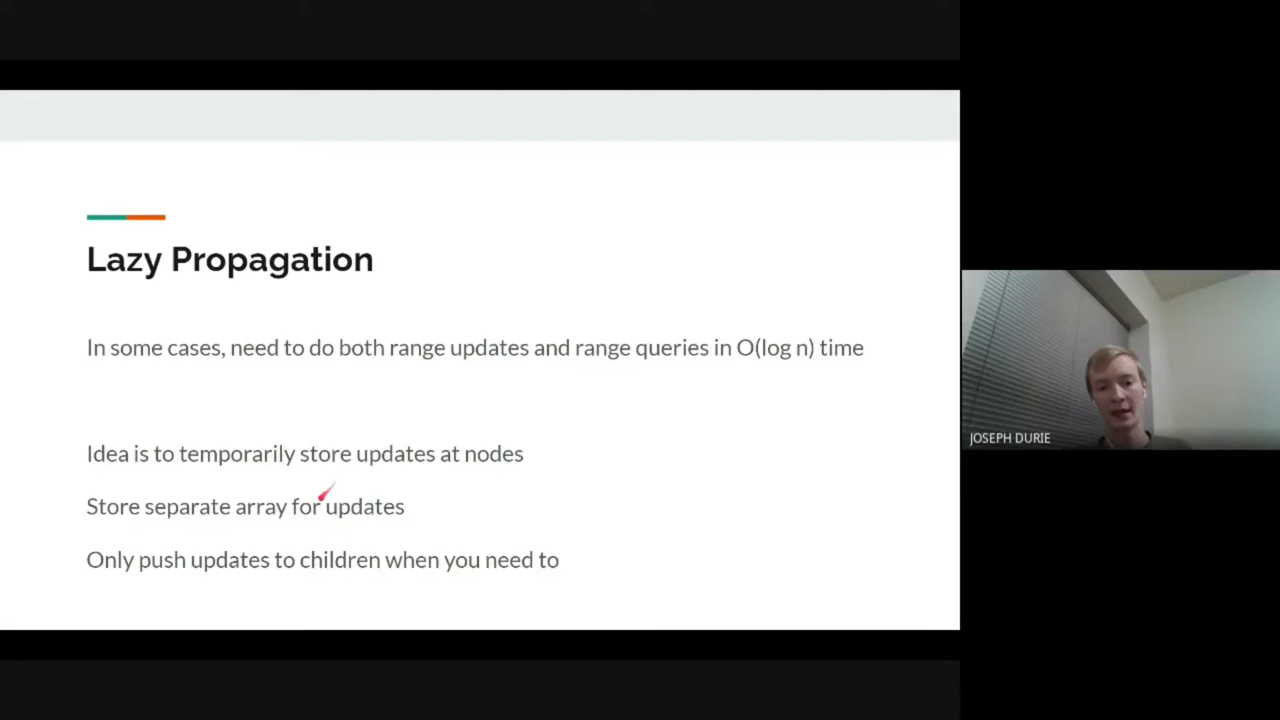 Lazy Propagation
In some cases, need to do both range updates and range queries in O(log n) time
Idea is to temporarily store updates at nodes
Store separate array for updates
Only push updates to children when you need to
JOSEPH DURIE